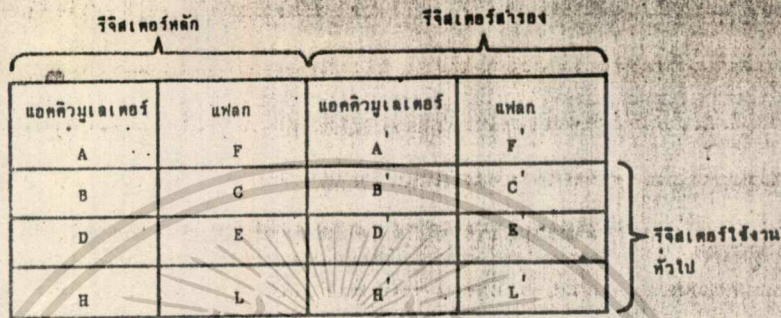 รีจิสเตอร์หลัก รีจิสเตอร์สำรอง
แอคคิวมูเลเตอร์ แฟลก แอคคิวมูเลเตอร์ แฟลก
A F A' F'
B C B' C'
D E D' E'
H L H' L'
รีจิสเตอร์ใช้งาน
ทั่วไป